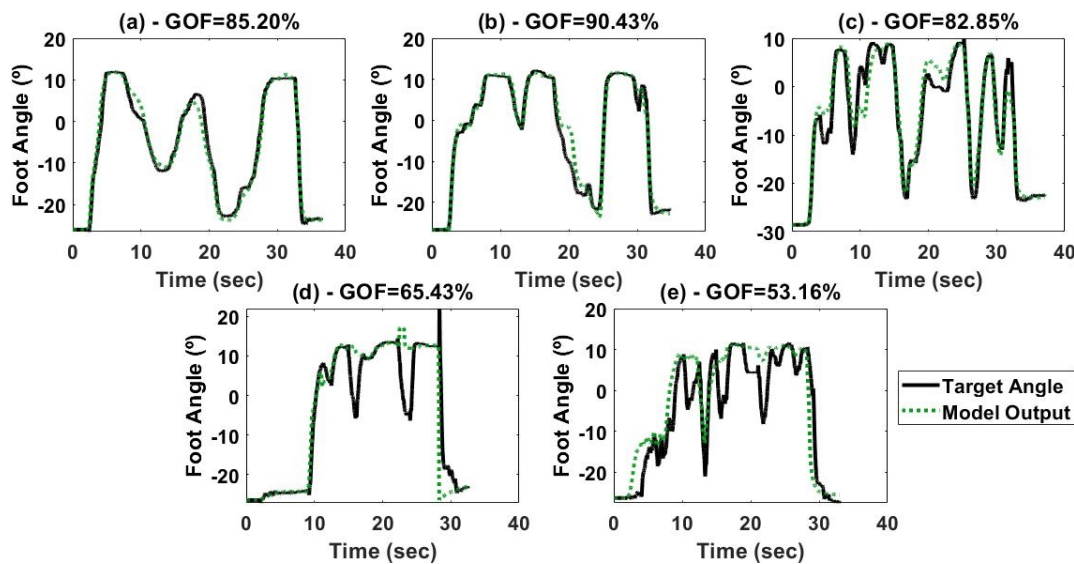 (a) - GOF=85.20%
(b) - GOF=90.43%
(c) - GOF=82.85%
20
10
0
-10
-20
Foot Angle (º)
0 10 20 30 40
Time (sec)
20
10
0
-10
-20
Foot Angle (º)
0 10 20 30 40
Time (sec)
10
0
-10
-20
-30
Foot Angle (º)
0 10 20 30 40
Time (sec)
(d) - GOF=65.43%
(e) - GOF=53.16%
20
10
0
-10
-20
Foot Angle (º)
0 10 20 30 40
Time (sec)
20
10
0
-10
-20
Foot Angle (º)
0 10 20 30 40
Time (sec)
Target Angle
Model Output